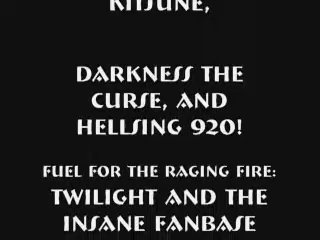 KITSUNE,
DARKNESS THE
CURSE, AND
HELLSING 920!
FUEL FOR THE RAGING FIRE:
TWILIGHT AND THE
INSANE FANBASE